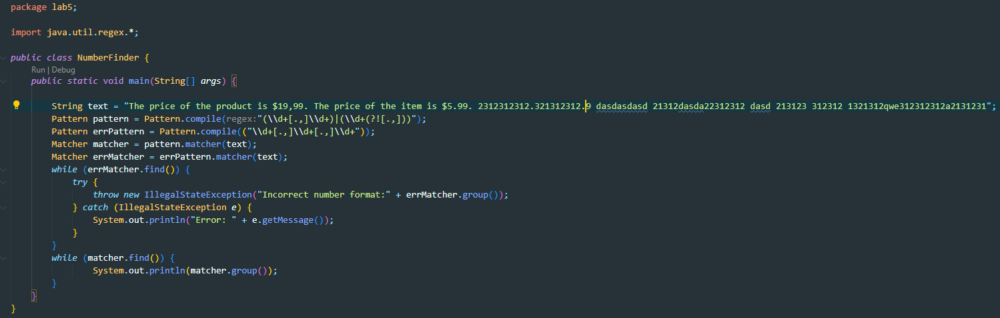 package lab5;
import java.util.regex.*;
public class NumberFinder {
Run | Debug
public static void main(String[] args) {
String text = "The price of the product is $19,99. The price of the item is $5.99. 2312312312.321312312.9 dasdasdasd 21312dasda22312312 dasd 213123 312312 1321312qwe312312312a2131231";
Pattern pattern = Pattern.compile(regex:"(\\d+[.,]\\d+)|(\\d+(?![.,]))");
Pattern errPattern = Pattern.compile(("\\d+[.,]\\d+[.,]\\d+"));
Matcher matcher = pattern.matcher(text);
Matcher errMatcher = errPattern.matcher(text);
while (errMatcher.find()) {
try {
throw new IllegalStateException("Incorrect number format:" + errMatcher.group());
} catch (IllegalStateException e) {
System.out.println("Error: " + e.getMessage());
}
}
while (matcher.find()) {
System.out.println(matcher.group());
}
}
}